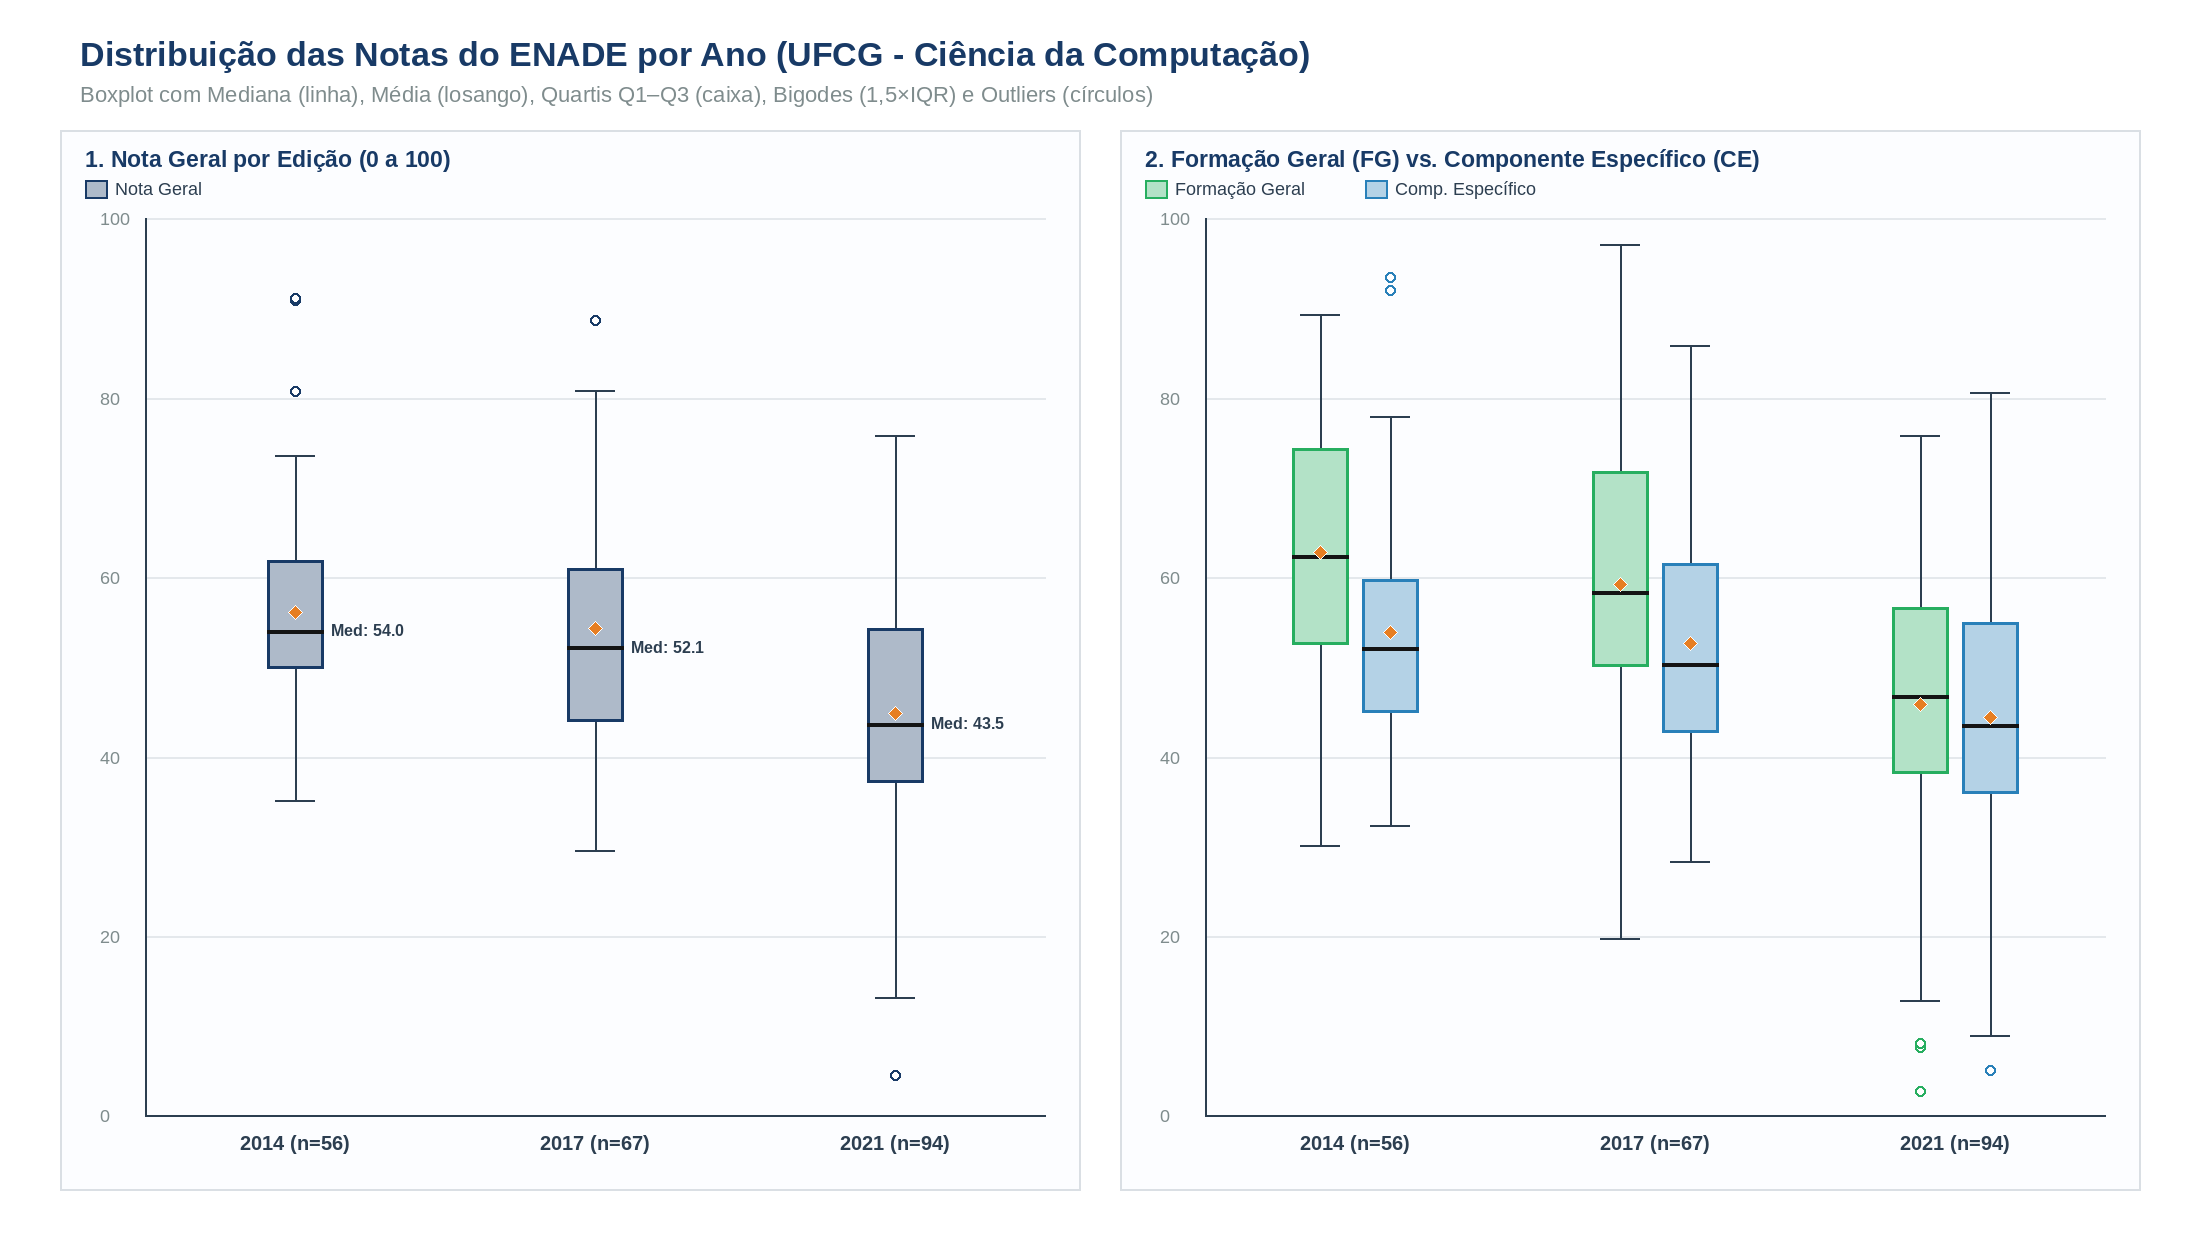 Distribuição das Notas do ENADE por Ano (UFCG - Ciência da Computação)
Boxplot com Mediana (linha), Média (losango), Quartis Q1–Q3 (caixa), Bigodes (1,5×IQR) e Outliers (círculos)
1. Nota Geral por Edição (0 a 100)
Nota Geral
100
80
60
40
20
0
Med: 54.0
Med: 52.1
Med: 43.5
2014 (n=56)
2017 (n=67)
2021 (n=94)
2. Formação Geral (FG) vs. Componente Específico (CE)
Formação Geral
Comp. Específico
100
80
60
40
20
0
2014 (n=56)
2017 (n=67)
2021 (n=94)